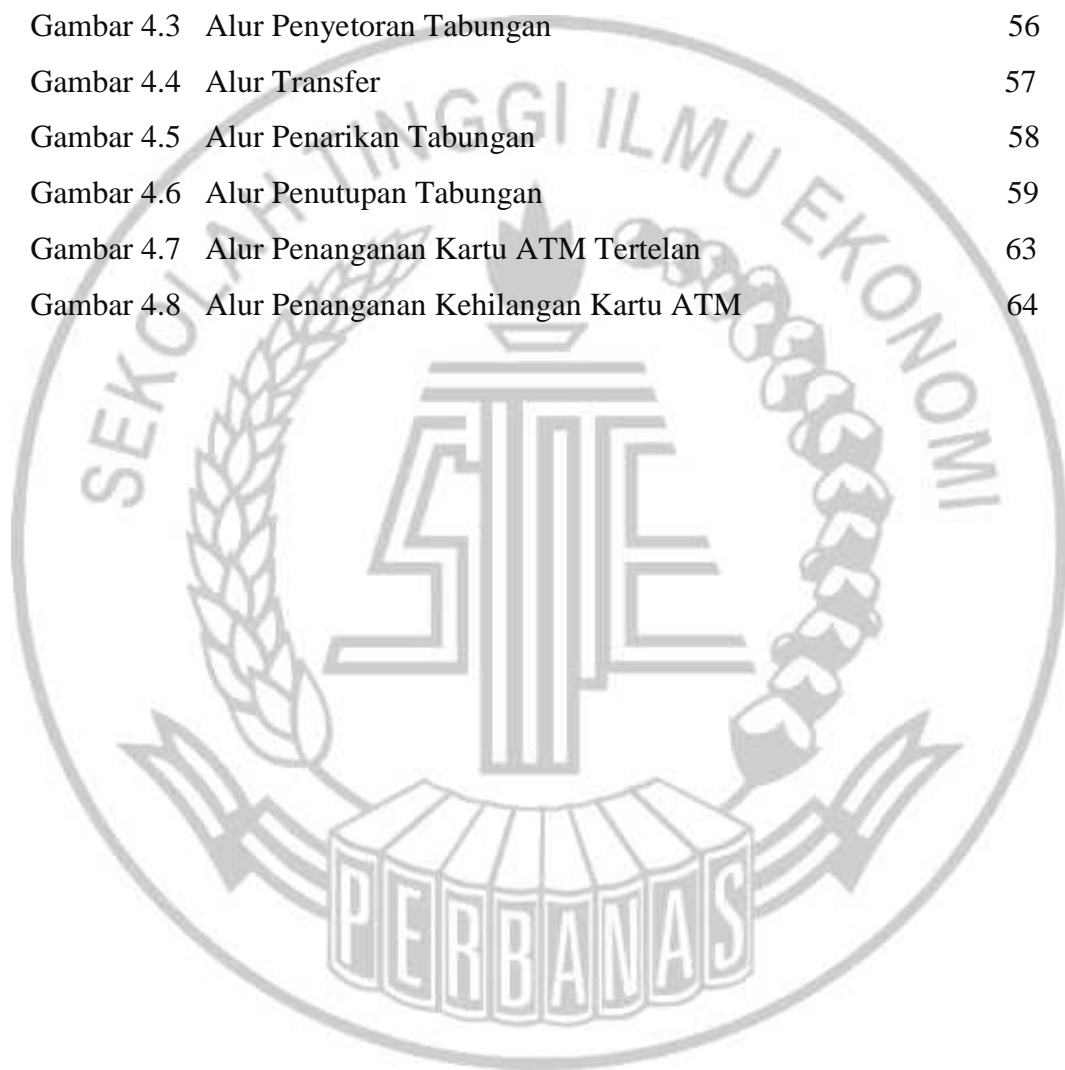 Gambar 4.3 Alur Penyetoran Tabungan 56
Gambar 4.4 Alur Transfer 57
Gambar 4.5 Alur Penarikan Tabungan 58
Gambar 4.6 Alur Penutupan Tabungan 59
Gambar 4.7 Alur Penanganan Kartu ATM Tertelan 63
Gambar 4.8 Alur Penanganan Kehilangan Kartu ATM 64
SEKOLAH TINGGI ILMU EKONOMI
STIE
PERBANAS